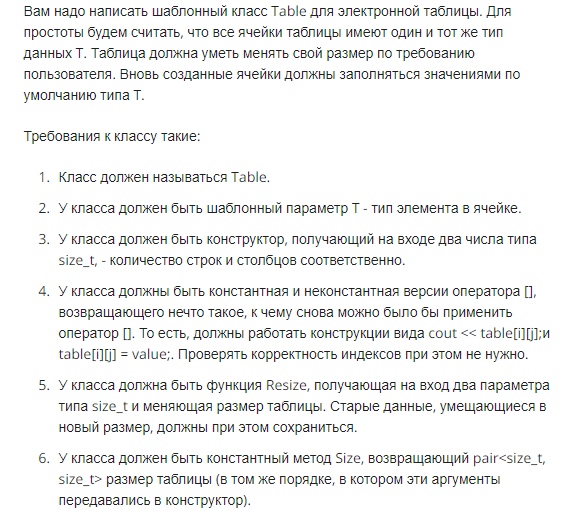 Вам надо написать шаблонный класс Table для электронной таблицы. Для
простоты будем считать, что все ячейки таблицы имеют один и тот же тип
данных T. Таблица должна уметь менять свой размер по требованию
пользователя. Вновь созданные ячейки должны заполняться значениями по
умолчанию типа T.
Требования к классу такие:
1. Класс должен называться Table.
2. У класса должен быть шаблонный параметр T - тип элемента в ячейке.
3. У класса должен быть конструктор, получающий на входе два числа типа
size_t, - количество строк и столбцов соответственно.
4. У класса должны быть константная и неконстантная версии оператора [],
возвращающего нечто такое, к чему снова можно было бы применить
оператор []. То есть, должны работать конструкции вида cout << table[i][j];и
table[i][j] = value;. Проверять корректность индексов при этом не нужно.
5. У класса должна быть функция Resize, получающая на вход два параметра
типа size_t и меняющая размер таблицы. Старые данные, умещающиеся в
новый размер, должны при этом сохраниться.
6. У класса должен быть константный метод Size, возвращающий pair<size_t,
size_t> размер таблицы (в том же порядке, в котором эти аргументы
передавались в конструктор).